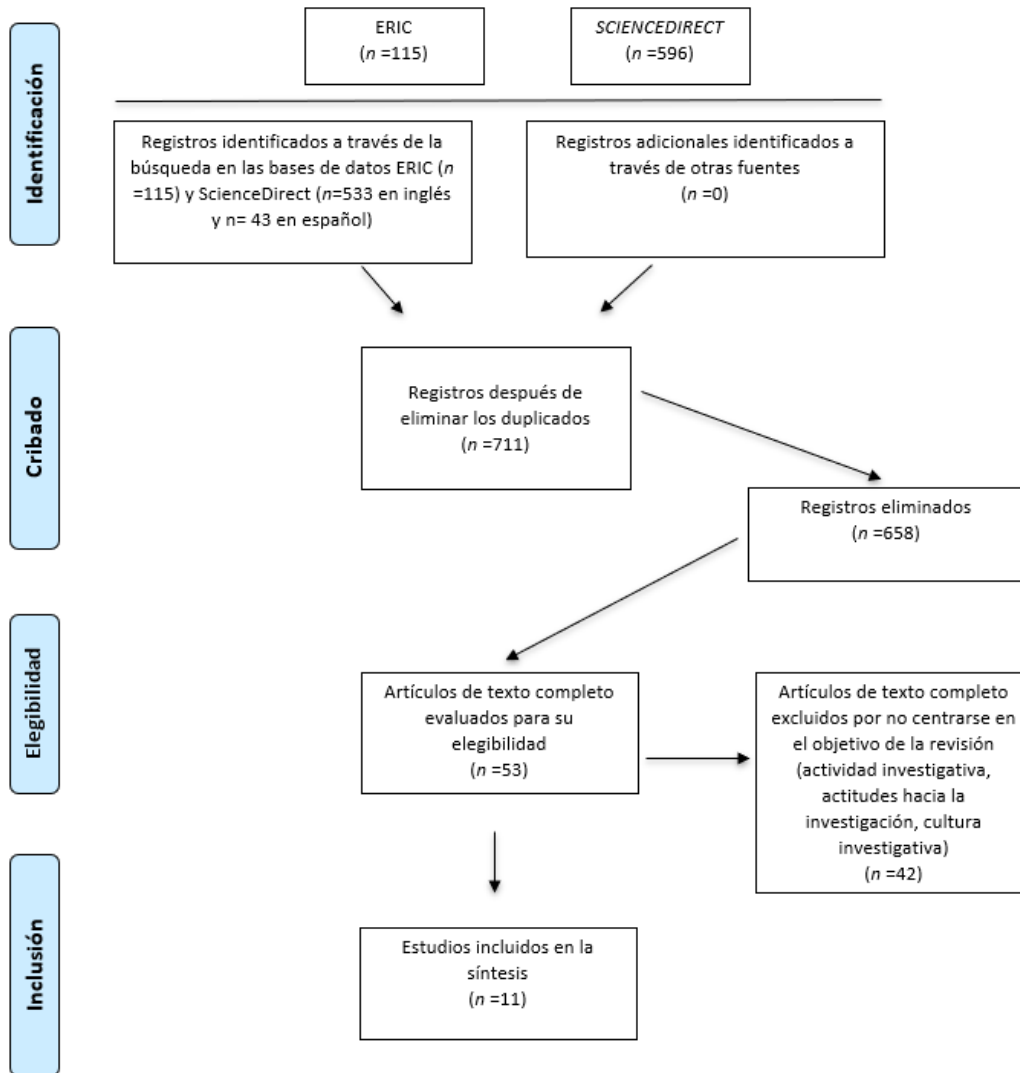 Identificación
ERIC
(n =115)
SCIENCEDIRECT
(n =596)
Registros identificados a través de la
búsqueda en las bases de datos ERIC (n
=115) y ScienceDirect (n=533 en inglés
y n= 43 en español)
Registros adicionales identificados a
través de otras fuentes
(n =0)
Cribado
Registros después de
eliminar los duplicados
(n =711)
Registros eliminados
(n =658)
Elegibilidad
Artículos de texto completo
evaluados para su
elegibilidad
(n =53)
Artículos de texto completo
excluidos por no centrarse en
el objetivo de la revisión
(actividad investigativa,
actitudes hacia la
investigación, cultura
investigativa)
(n =42)
Inclusión
Estudios incluidos en la
síntesis
(n =11)